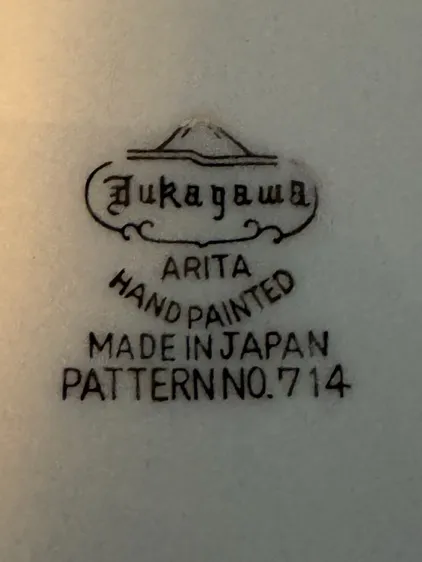 Fukagawa
ARITA
HAND PAINTED
MADE IN JAPAN
PATTERN NO. 714